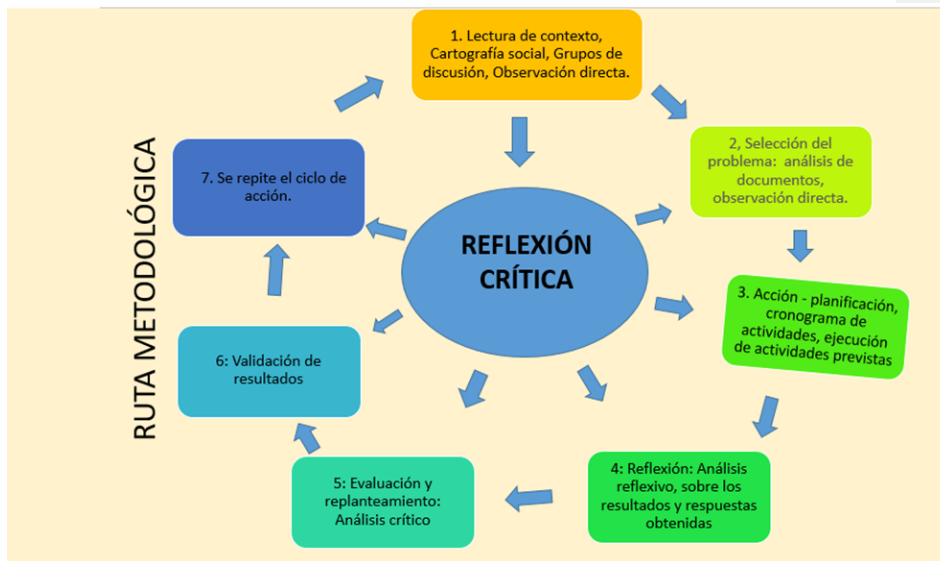 RUTA METODOLÓGICA
1. Lectura de contexto,
Cartografía social, Grupos de
discusión, Observación directa.
2, Selección del
problema: análisis de
documentos,
observación directa.
3. Acción - planificación,
cronograma de
actividades, ejecución
de actividades previstas
4: Reflexión: Análisis
reflexivo, sobre los
resultados y respuestas
obtenidas
5: Evaluación y
replanteamiento:
Análisis crítico
6: Validación de
resultados
7. Se repite el ciclo de
acción.
REFLEXIÓN
CRÍTICA